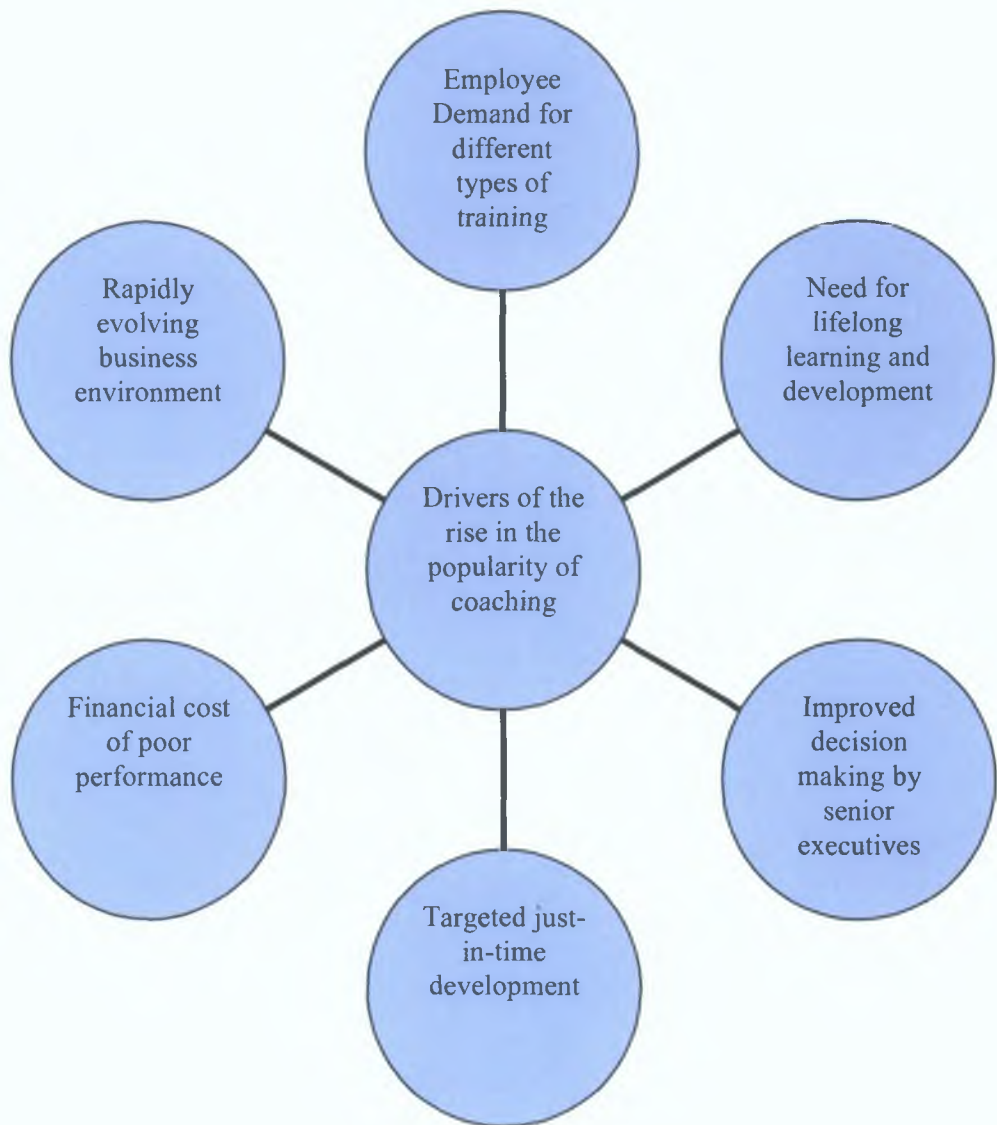 Employee
Demand for
different
types of
training
Rapidly
evolving
business
environment
Need for
lifelong
learning and
development
Drivers of the
rise in the
popularity of
coaching
Financial cost
of poor
performance
Improved
decision
making by
senior
executives
Targeted just-
in-time
development